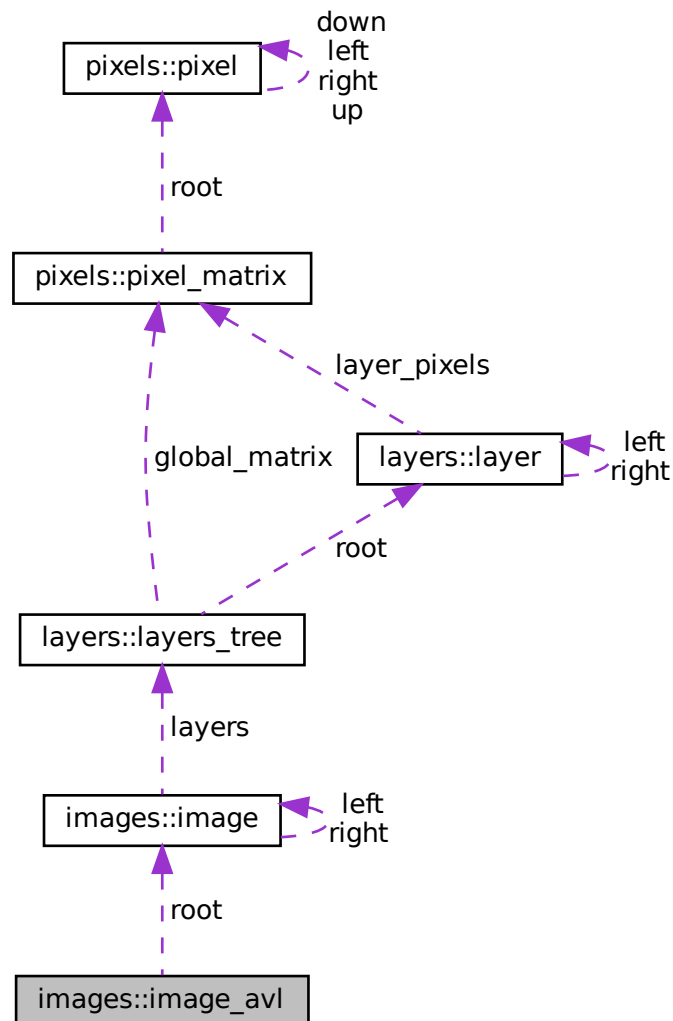 down
left
pixels::pixel
right
up
root
pixels::pixel_matrix
layer_pixels
global_matrix
layers::layer
left
right
root
layers::layers_tree
layers
images::image
left
right
root
images::image_avl